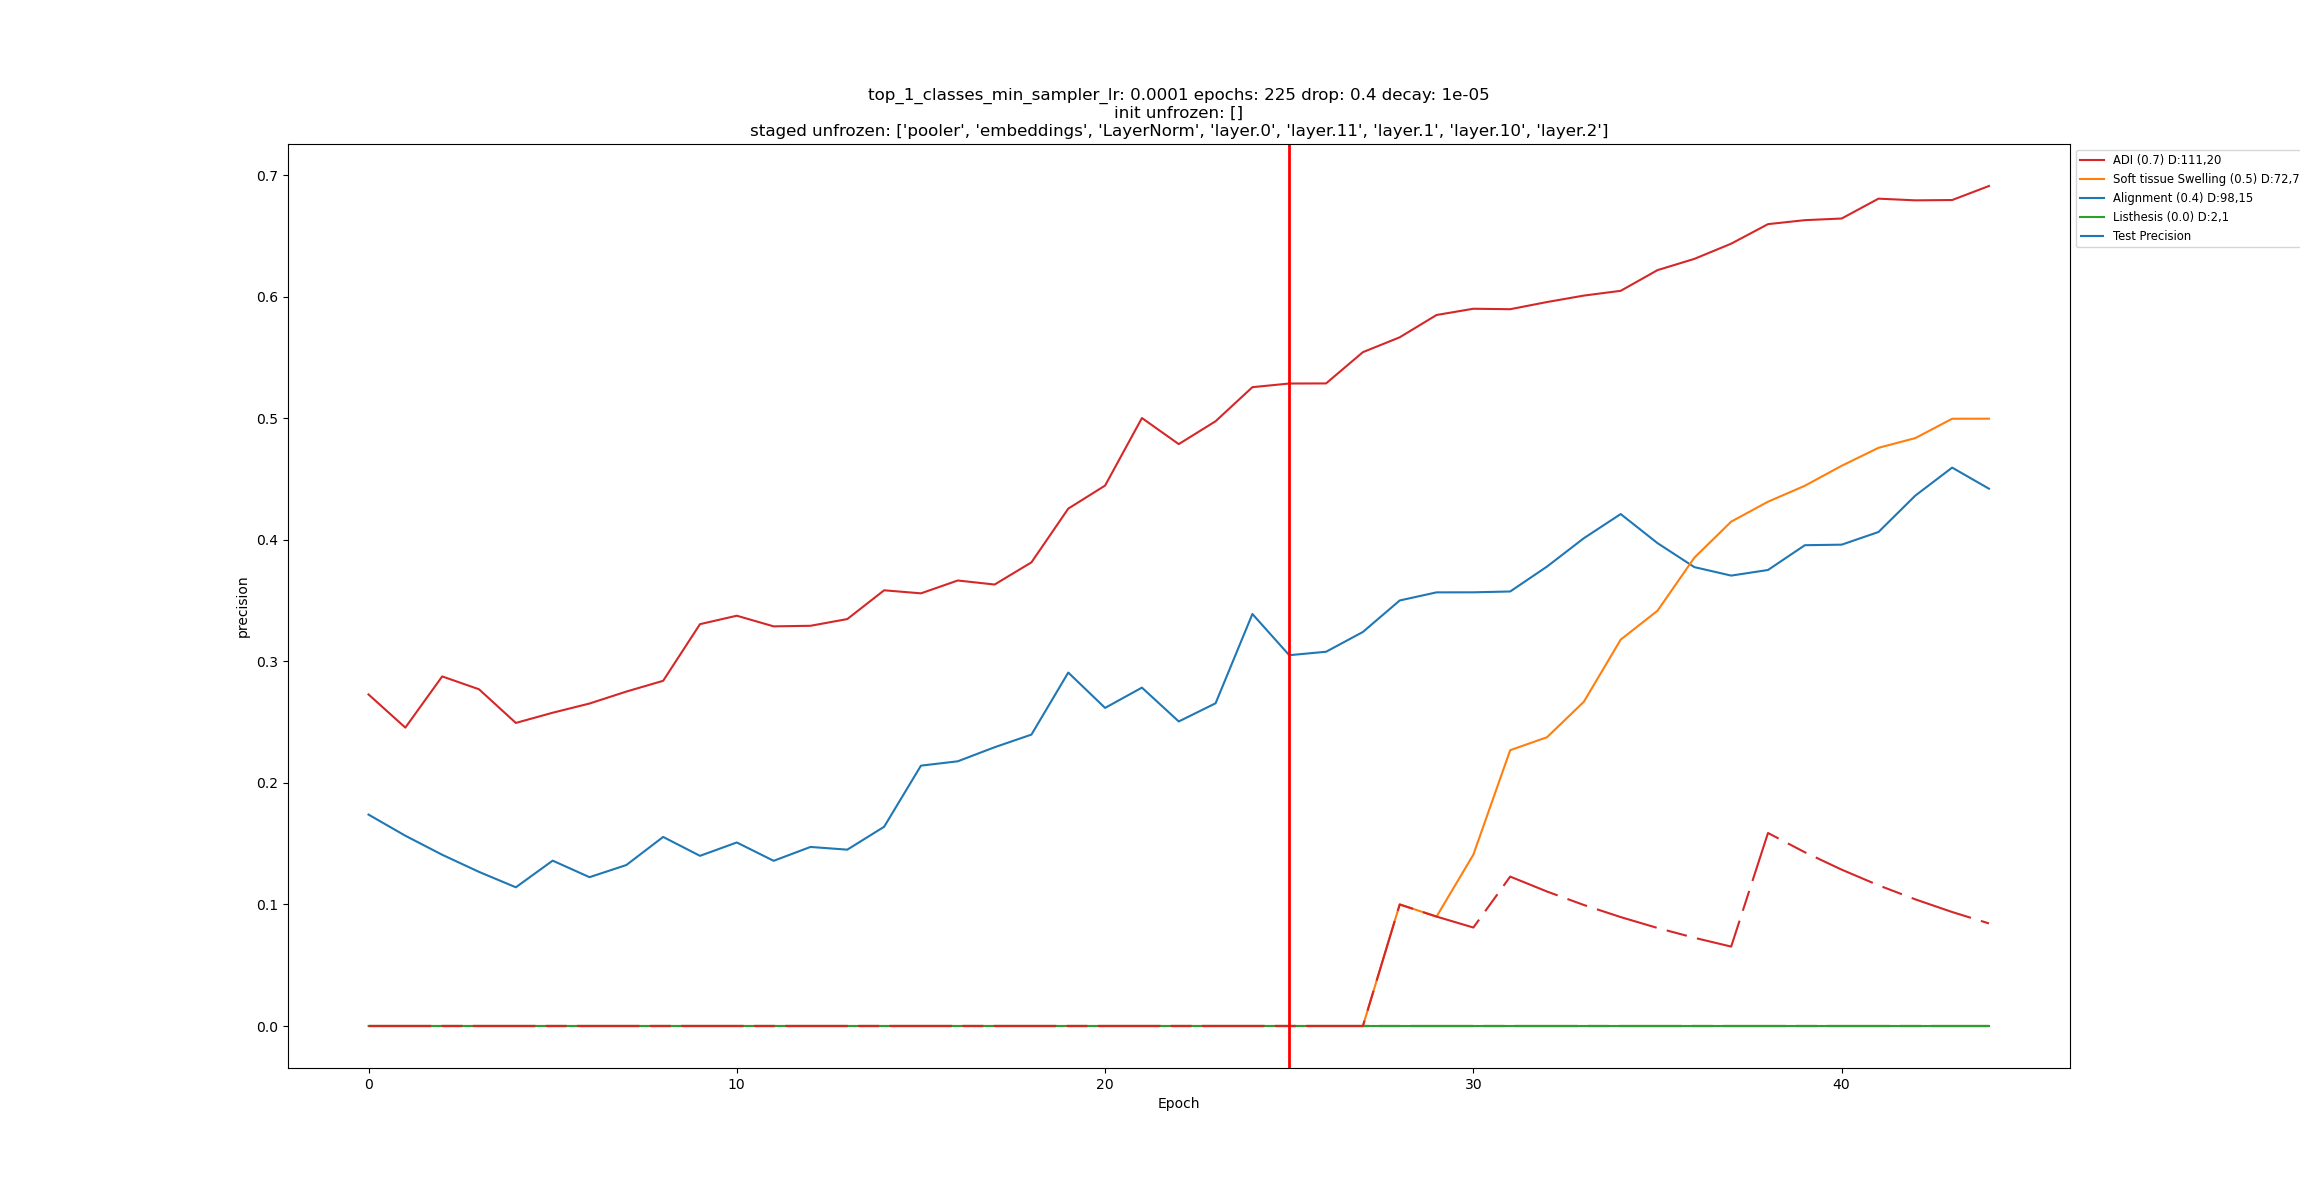 top_1_classes_min_sampler_lr: 0.0001 epochs: 225 drop: 0.4 decay: 1e-05
init unfrozen: []
staged unfrozen: ['pooler', 'embeddings', 'LayerNorm', 'layer.0', 'layer.11', 'layer.1', 'layer.10', 'layer.2']
ADI (0.7) D:111,20
Soft tissue Swelling (0.5) D:72,7
Alignment (0.4) D:98,15
Listhesis (0.0) D:2,1
Test Precision
0.7
0.6
0.5
0.4
0.3
0.2
0.1
0.0
precision
0
10
20
30
40
Epoch